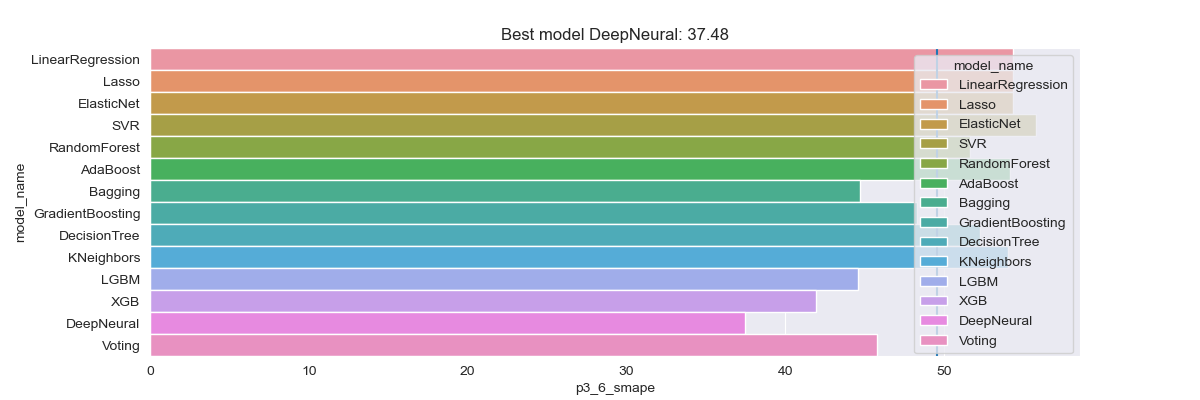 Best model DeepNeural: 37.48
model_name
LinearRegression
Lasso
ElasticNet
SVR
RandomForest
AdaBoost
Bagging
GradientBoosting
DecisionTree
KNeighbors
LGBM
XGB
DeepNeural
Voting
0 10 20 30 40 50
p3_6_smape
model_name
LinearRegression
Lasso
ElasticNet
SVR
RandomForest
AdaBoost
Bagging
GradientBoosting
DecisionTree
KNeighbors
LGBM
XGB
DeepNeural
Voting